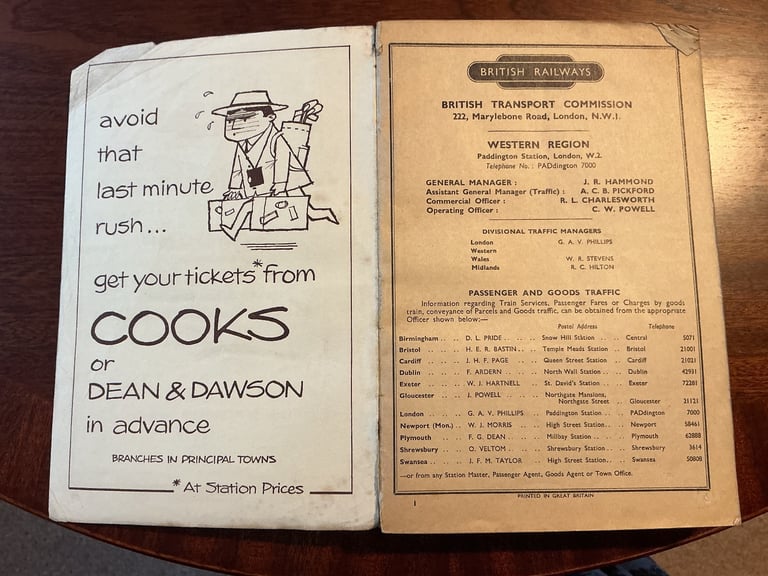 avoid
that
last minute
rush...
get your tickets* from
COOKS
or
DEAN & DAWSON
in advance
BRANCHES IN PRINCIPAL TOWNS
* At Station Prices
BRITISH RAILWAYS
BRITISH TRANSPORT COMMISSION
222, Marylebone Road, London, N.W.1.
WESTERN REGION
Paddington Station, London, W.2.
Telephone No.: PADdington 7000
GENERAL MANAGER : J. R. HAMMOND
Assistant General Manager (Traffic) : A. C. B. PICKFORD
Commercial Officer : R. L. CHARLESWORTH
Operating Officer : C. W. POWELL
DIVISIONAL TRAFFIC MANAGERS
London G. A. V. PHILLIPS
Western
Wales W. R. STEVENS
Midlands R. C. HILTON
PASSENGER AND GOODS TRAFFIC
Information regarding Train Services, Passenger Fares or Charges by goods
train, conveyance of Parcels and Goods traffic, can be obtained from the appropriate
Officer shown below:—
Postal Address Telephone
Birmingham .. .. D. L. PRIDE .. .. Snow Hill Station .. .. Central 5071
Bristol .. .. H. E. R. BASTIN .. Temple Meads Station .. Bristol 21001
Cardiff .. .. J. H. F. PAGE .. Queen Street Station .. Cardiff 21021
Dublin .. .. F. ARDERN .. .. North Wall Station .. .. Dublin 42931
Exeter .. .. W. J. HARTNELL St. David's Station .. .. Exeter 72281
Gloucester .. .. J. POWELL .. .. Northgate Mansions,
Northgate Street .. Gloucester 21121
London .. .. G. A. V. PHILLIPS Paddington Station .. .. PADdington 7000
Newport (Mon.) .. W. J. MORRIS .. High Street Station .. .. Newport 58461
Plymouth .. .. F. G. DEAN .. .. Millbay Station .. .. Plymouth 62888
Shrewsbury .. .. O. VELTOM .. .. Shrewsbury Station .. .. Shrewsbury 3614
Swansea .. .. J. F. M. TAYLOR .. High Street Station .. .. Swansea 50808
—or from any Station Master, Passenger Agent, Goods Agent or Town Office.
PRINTED IN GREAT BRITAIN
1